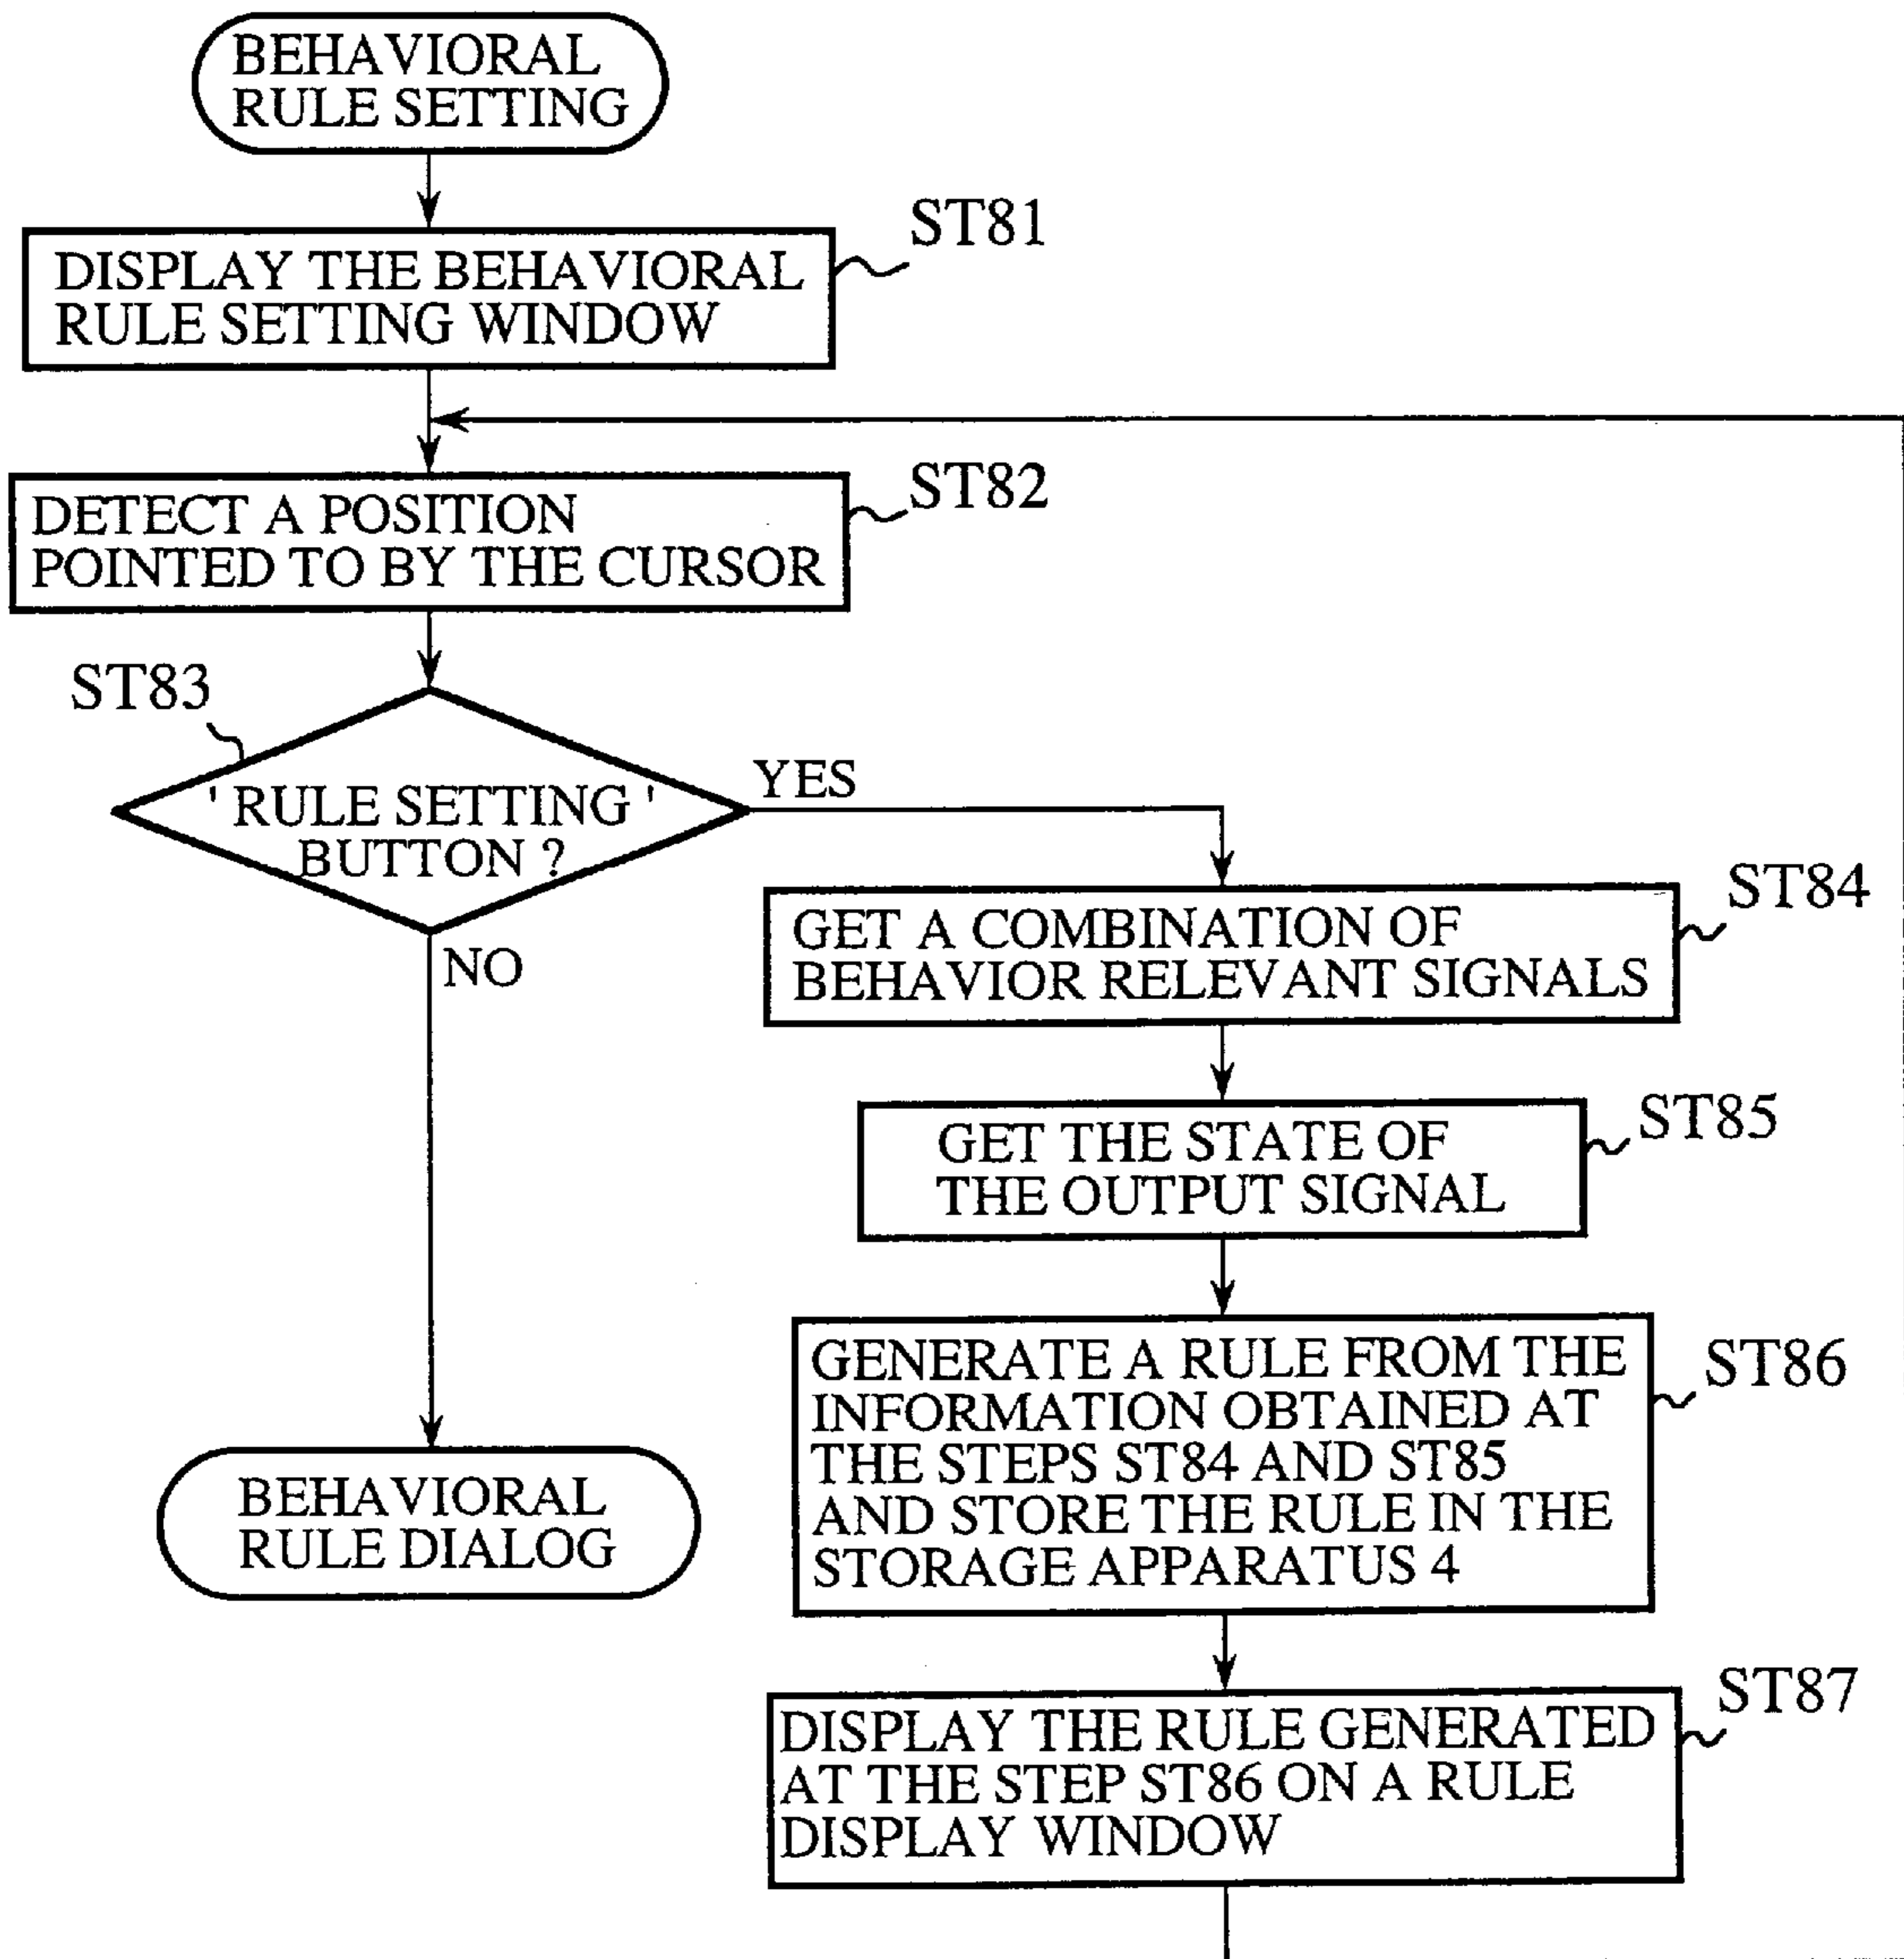 BEHAVIORAL
RULE SETTING
ST81
DISPLAY THE BEHAVIORAL
RULE SETTING WINDOW
ST82
DETECT A POSITION
POINTED TO BY THE CURSOR
ST83
' RULE SETTING '
BUTTON ?
YES
NO
ST84
GET A COMBINATION OF
BEHAVIOR RELEVANT SIGNALS
ST85
GET THE STATE OF
THE OUTPUT SIGNAL
ST86
GENERATE A RULE FROM THE
INFORMATION OBTAINED AT
THE STEPS ST84 AND ST85
AND STORE THE RULE IN THE
STORAGE APPARATUS 4
BEHAVIORAL
RULE DIALOG
ST87
DISPLAY THE RULE GENERATED
AT THE STEP ST86 ON A RULE
DISPLAY WINDOW